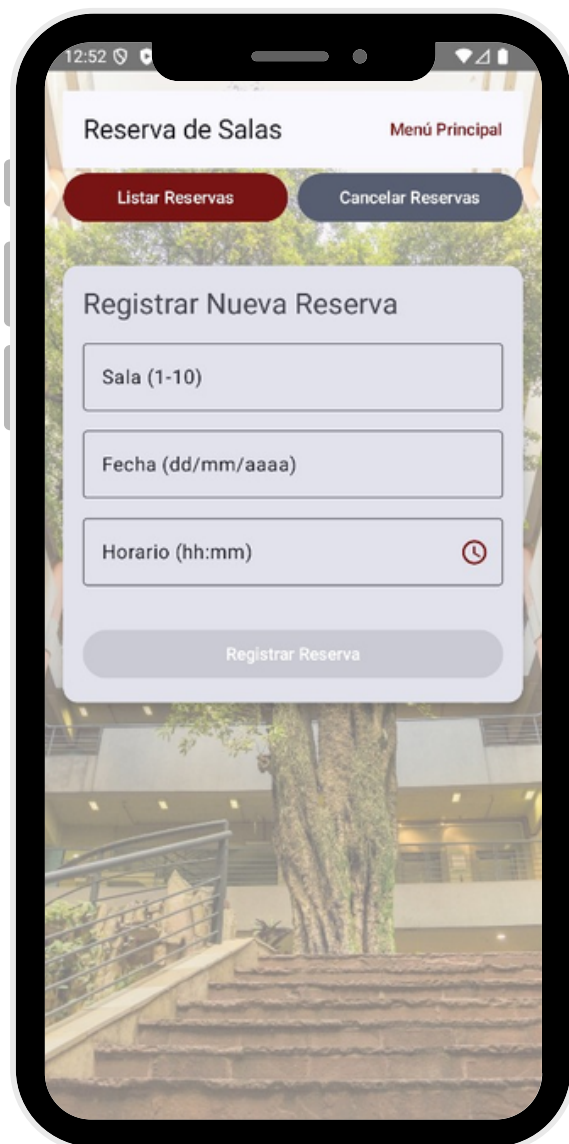 12:52
Reserva de Salas
Menú Principal
Listar Reservas
Cancelar Reservas
Registrar Nueva Reserva
Sala (1-10)
Fecha (dd/mm/aaaa)
Horario (hh:mm)
Registrar Reserva